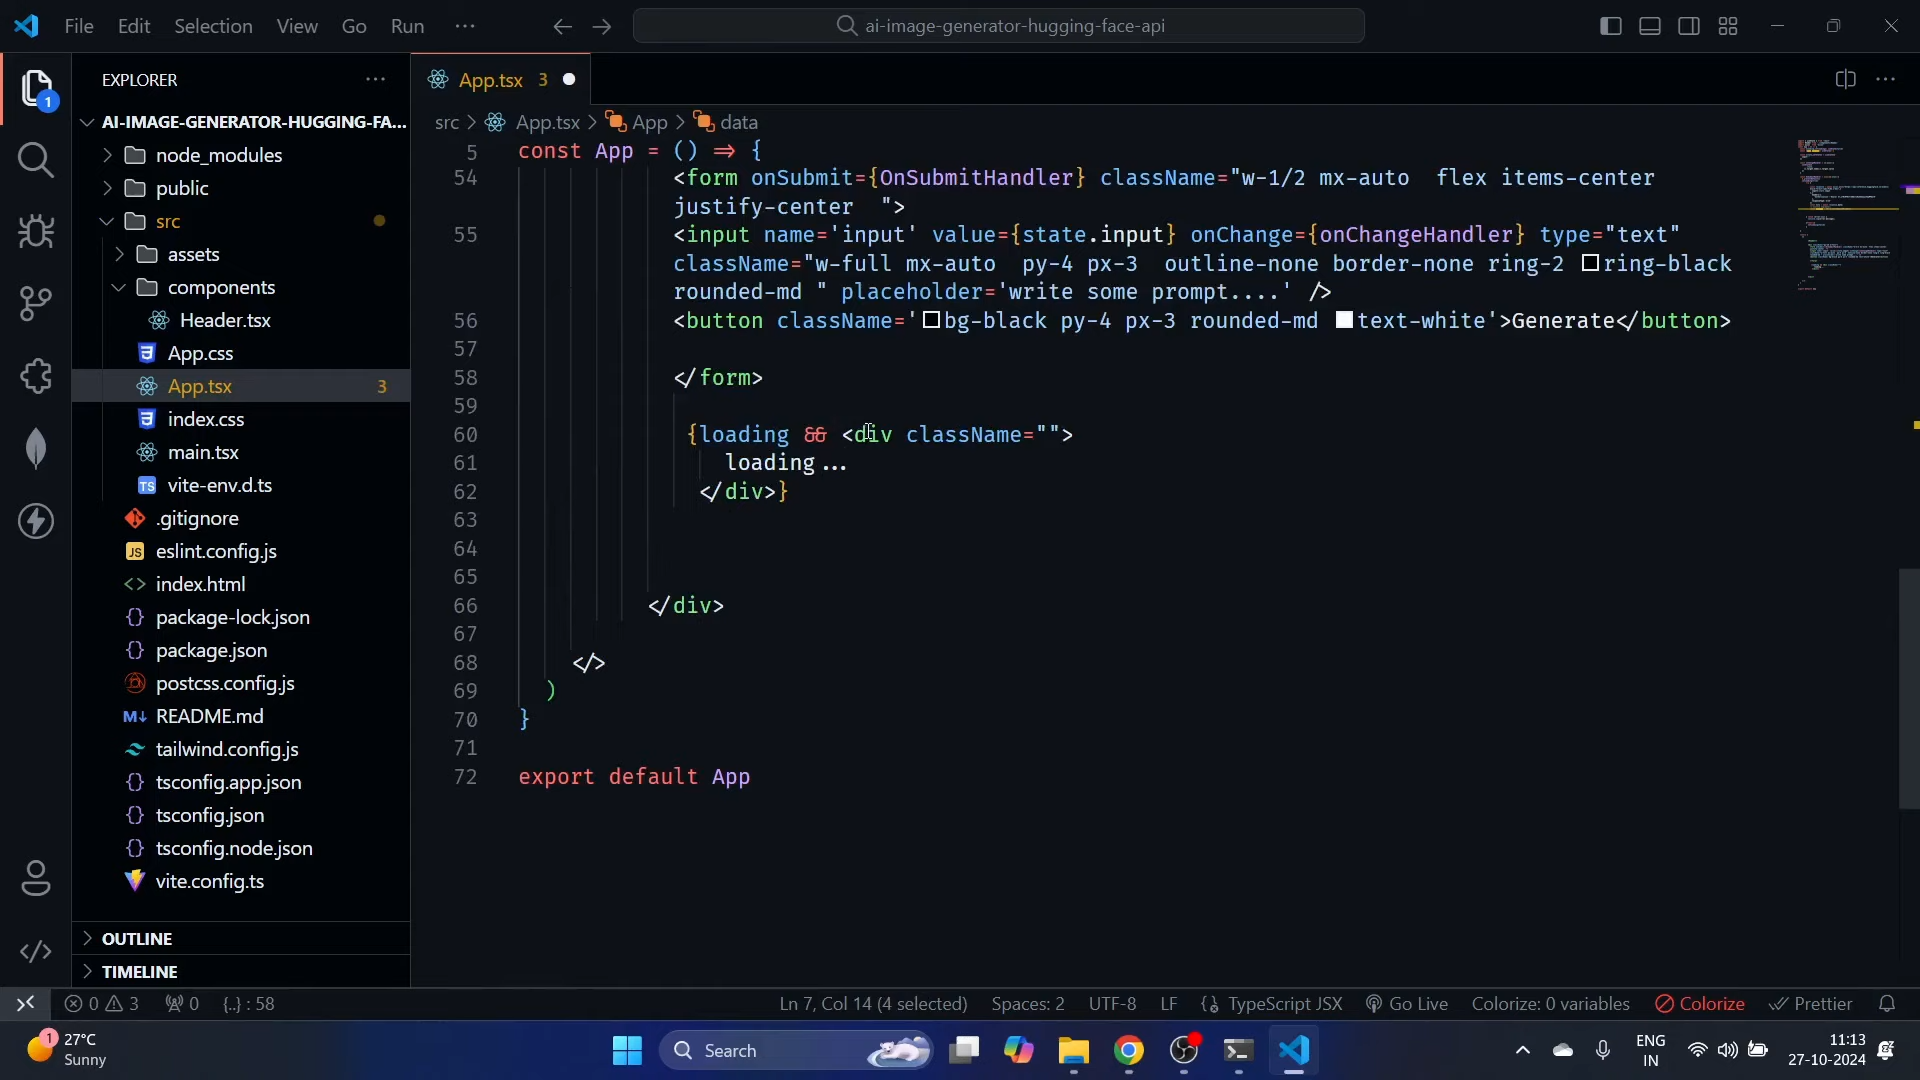 File Edit Selection View Go Run ...
ai-image-generator-hugging-face-api
EXPLORER
AI-IMAGE-GENERATOR-HUGGING-FA...
node_modules
public
src
assets
components
Header.tsx
App.css
App.tsx 3
index.css
main.tsx
vite-env.d.ts
.gitignore
eslint.config.js
index.html
package-lock.json
package.json
postcss.config.js
README.md
tailwind.config.js
tsconfig.app.json
tsconfig.json
tsconfig.node.json
vite.config.ts
OUTLINE
TIMELINE
App.tsx 3
src > App.tsx > App > data
5 const App = () => {
54 <form onSubmit={OnSubmitHandler} className="w-1/2 mx-auto flex items-center
justify-center ">
55 <input name='input' value={state.input} onChange={onChangeHandler} type="text"
className="w-full mx-auto py-4 px-3 outline-none border-none ring-2 ring-black
rounded-md " placeholder='write some prompt....' />
56 <button className='bg-black py-4 px-3 rounded-md text-white'>Generate</button>
57
58 </form>
59
60 {loading && <div className="">
61 loading...
62 </div>}
63
64
65
66 </div>
67
68 </>
69 )
70 }
71
72 export default App
1
0 3 0 {..} : 58 Ln 7, Col 14 (4 selected) Spaces: 2 UTF-8 LF TypeScript JSX Go Live Colorize: 0 variables Colorize Prettier
1 27°C
Sunny
Search
ENG
IN
11:13
27-10-2024